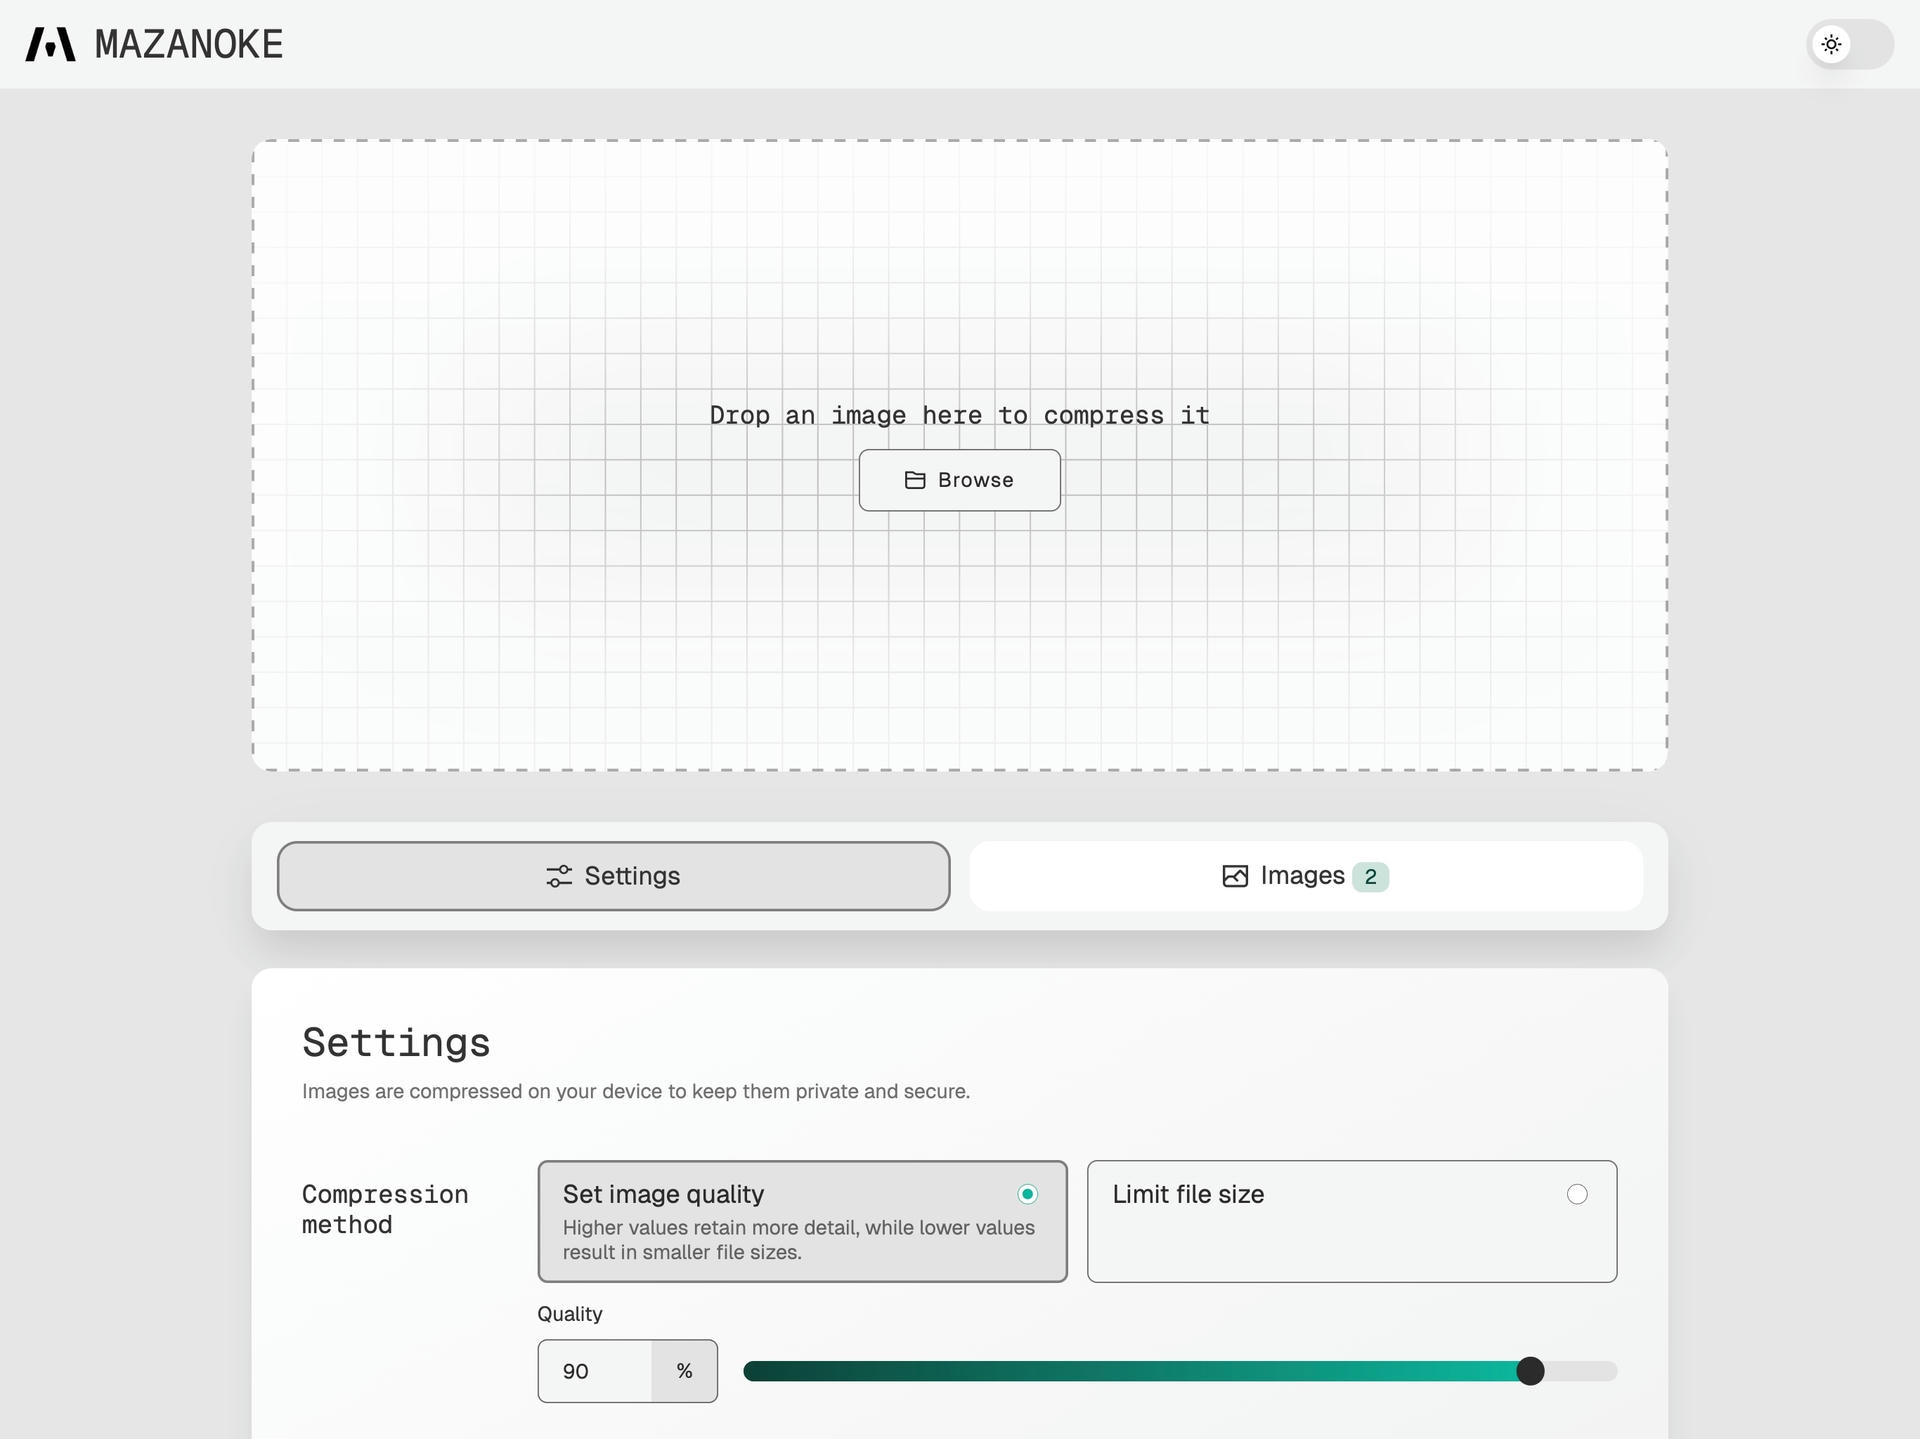 MAZANOKE
Drop an image here to compress it
Browse
Settings
Images 2
Settings
Images are compressed on your device to keep them private and secure.
Compression
method
Set image quality
Higher values retain more detail, while lower values
result in smaller file sizes.
Limit file size
Quality
90 %